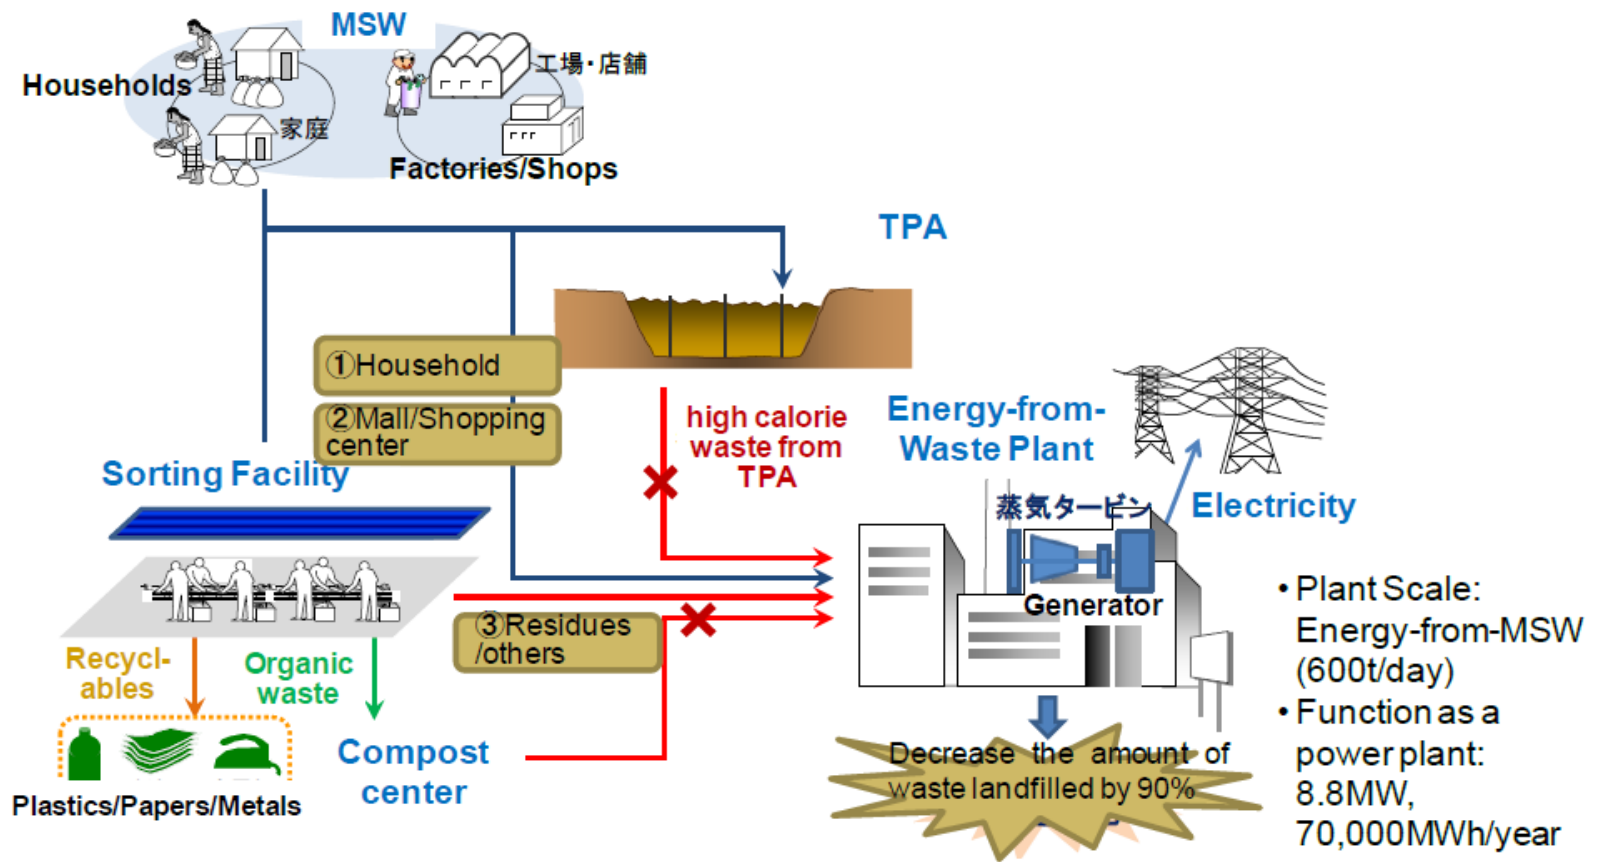 MSW
Households
工場・店舗
家庭
Factories/Shops
TPA
①Household
②Mall/Shopping
center
high calorie
waste from
TPA
Energy-from-
Waste Plant
Sorting Facility
蒸気タービン
Electricity
Generator
③Residues
/others
Recycl-
ables
Organic
waste
Compost
center
Plastics/Papers/Metals
Decrease the amount of
waste landfilled by 90%
• Plant Scale:
Energy-from-MSW
(600t/day)
• Function as a
power plant:
8.8MW,
70,000MWh/year